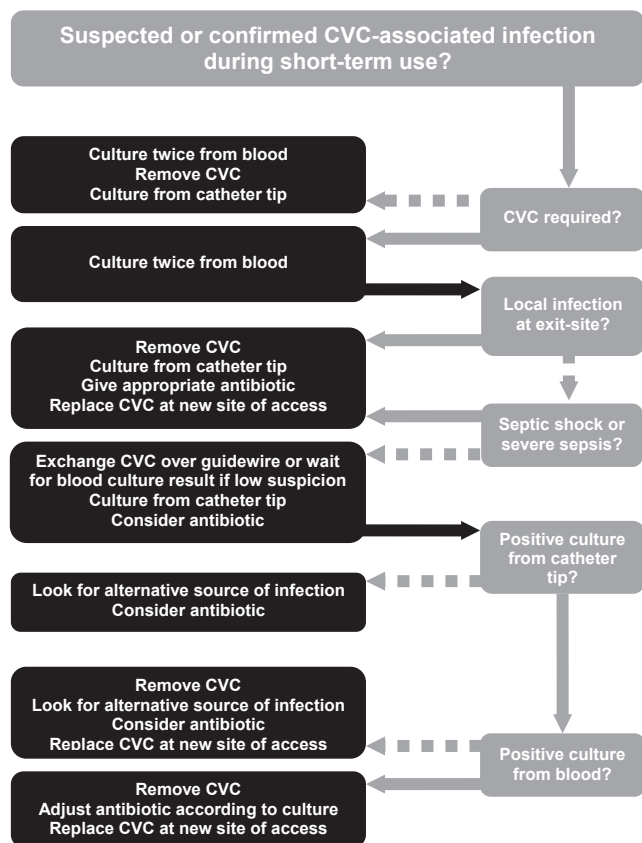 Suspected or confirmed CVC-associated infection
during short-term use?
Culture twice from blood
Remove CVC
Culture from catheter tip
CVC required?
Culture twice from blood
Local infection
at exit-site?
Remove CVC
Culture from catheter tip
Give appropriate antibiotic
Replace CVC at new site of access
Septic shock or
severe sepsis?
Exchange CVC over guidewire or wait
for blood culture result if low suspicion
Culture from catheter tip
Consider antibiotic
Positive culture
from catheter
tip?
Look for alternative source of infection
Consider antibiotic
Remove CVC
Look for alternative source of infection
Consider antibiotic
Replace CVC at new site of access
Positive culture
from blood?
Remove CVC
Adjust antibiotic according to culture
Replace CVC at new site of access